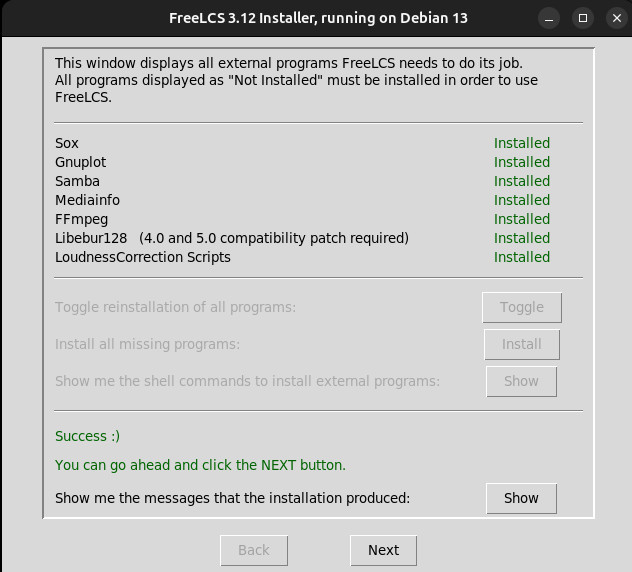 FreeLCS 3.12 Installer, running on Debian 13
This window displays all external programs FreeLCS needs to do its job.
All programs displayed as "Not Installed" must be installed in order to use
FreeLCS.
Sox Installed
Gnuplot Installed
Samba Installed
Mediainfo Installed
FFmpeg Installed
Libebur128 (4.0 and 5.0 compatibility patch required) Installed
LoudnessCorrection Scripts Installed
Toggle reinstallation of all programs: Toggle
Install all missing programs: Install
Show me the shell commands to install external programs: Show
Success :)
You can go ahead and click the NEXT button.
Show me the messages that the installation produced: Show
Back Next